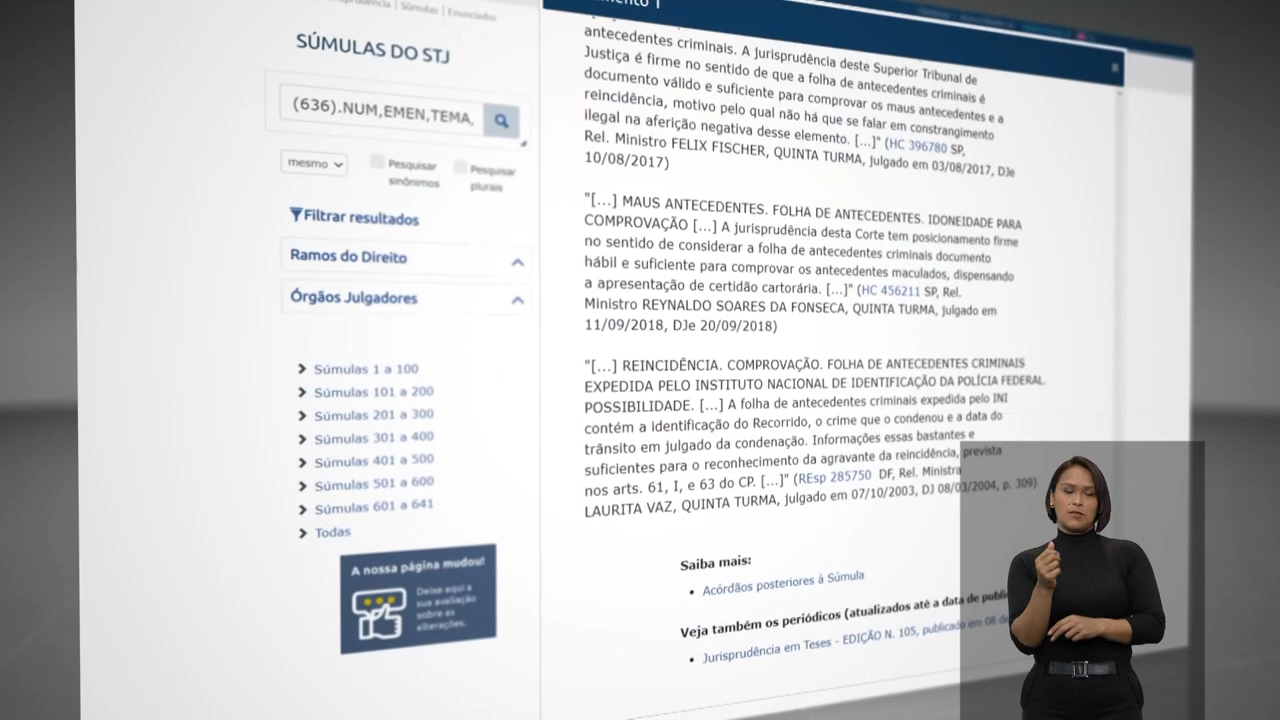 Súmulas | Enunciados
SÚMULAS DO STJ
(636).NUM,EMEN,TEMA,
mesmo
Pesquisar
sinônimos
Pesquisar
plurais
Filtrar resultados
Ramos do Direito
Órgãos Julgadores
Súmulas 1 a 100
Súmulas 101 a 200
Súmulas 201 a 300
Súmulas 301 a 400
Súmulas 401 a 500
Súmulas 501 a 600
Súmulas 601 a 641
Todas
A nossa página mudou!
Deixe aqui a
sua avaliação
sobre as
alterações.
antecedentes criminais. A jurisprudência deste Superior Tribunal de
Justiça é firme no sentido de que a folha de antecedentes criminais é
documento válido e suficiente para comprovar os maus antecedentes e a
reincidência, motivo pelo qual não há que se falar em constrangimento
ilegal na aferição negativa desse elemento. [...]" (HC 396780 SP,
Rel. Ministro FELIX FISCHER, QUINTA TURMA, julgado em 03/08/2017, DJe
10/08/2017)
"[...] MAUS ANTECEDENTES. FOLHA DE ANTECEDENTES. IDONEIDADE PARA
COMPROVAÇÃO [...] A jurisprudência desta Corte tem posicionamento firme
no sentido de considerar a folha de antecedentes criminais documento
hábil e suficiente para comprovar os antecedentes maculados, dispensando
a apresentação de certidão cartorária. [...]" (HC 456211 SP, Rel.
Ministro REYNALDO SOARES DA FONSECA, QUINTA TURMA, julgado em
11/09/2018, DJe 20/09/2018)
"[...] REINCIDÊNCIA. COMPROVAÇÃO. FOLHA DE ANTECEDENTES CRIMINAIS
EXPEDIDA PELO INSTITUTO NACIONAL DE IDENTIFICAÇÃO DA POLÍCIA FEDERAL.
POSSIBILIDADE. [...] A folha de antecedentes criminais expedida pelo INI
contém a identificação do Recorrido, o crime que o condenou e a data do
trânsito em julgado da condenação. Informações essas bastantes e
suficientes para o reconhecimento da agravante da reincidência, prevista
nos arts. 61, I, e 63 do CP. [...]" (REsp 285750 DF, Rel. Ministra
LAURITA VAZ, QUINTA TURMA, julgado em 07/10/2003, DJ 08/03/2004, p. 309)
Saiba mais:
Acórdãos posteriores à Súmula
Veja também os periódicos (atualizados até a data de
Jurisprudência em Teses - EDIÇÃO N. 105, publicado em 08